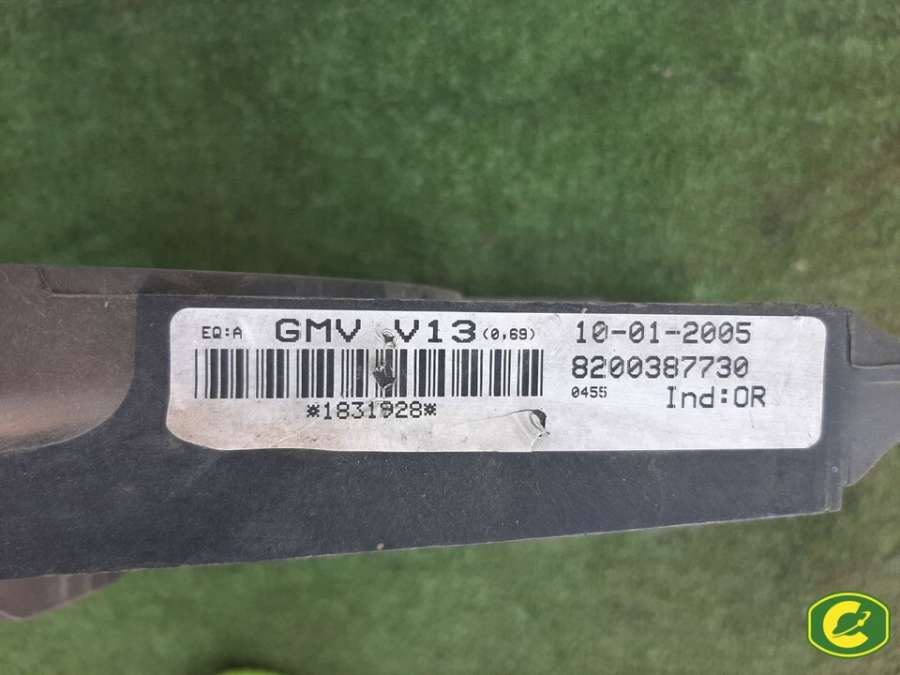 EQ:A GMV V13 (0,69) 10-01-2005
8200387730
0455 Ind:OR
*1831928*